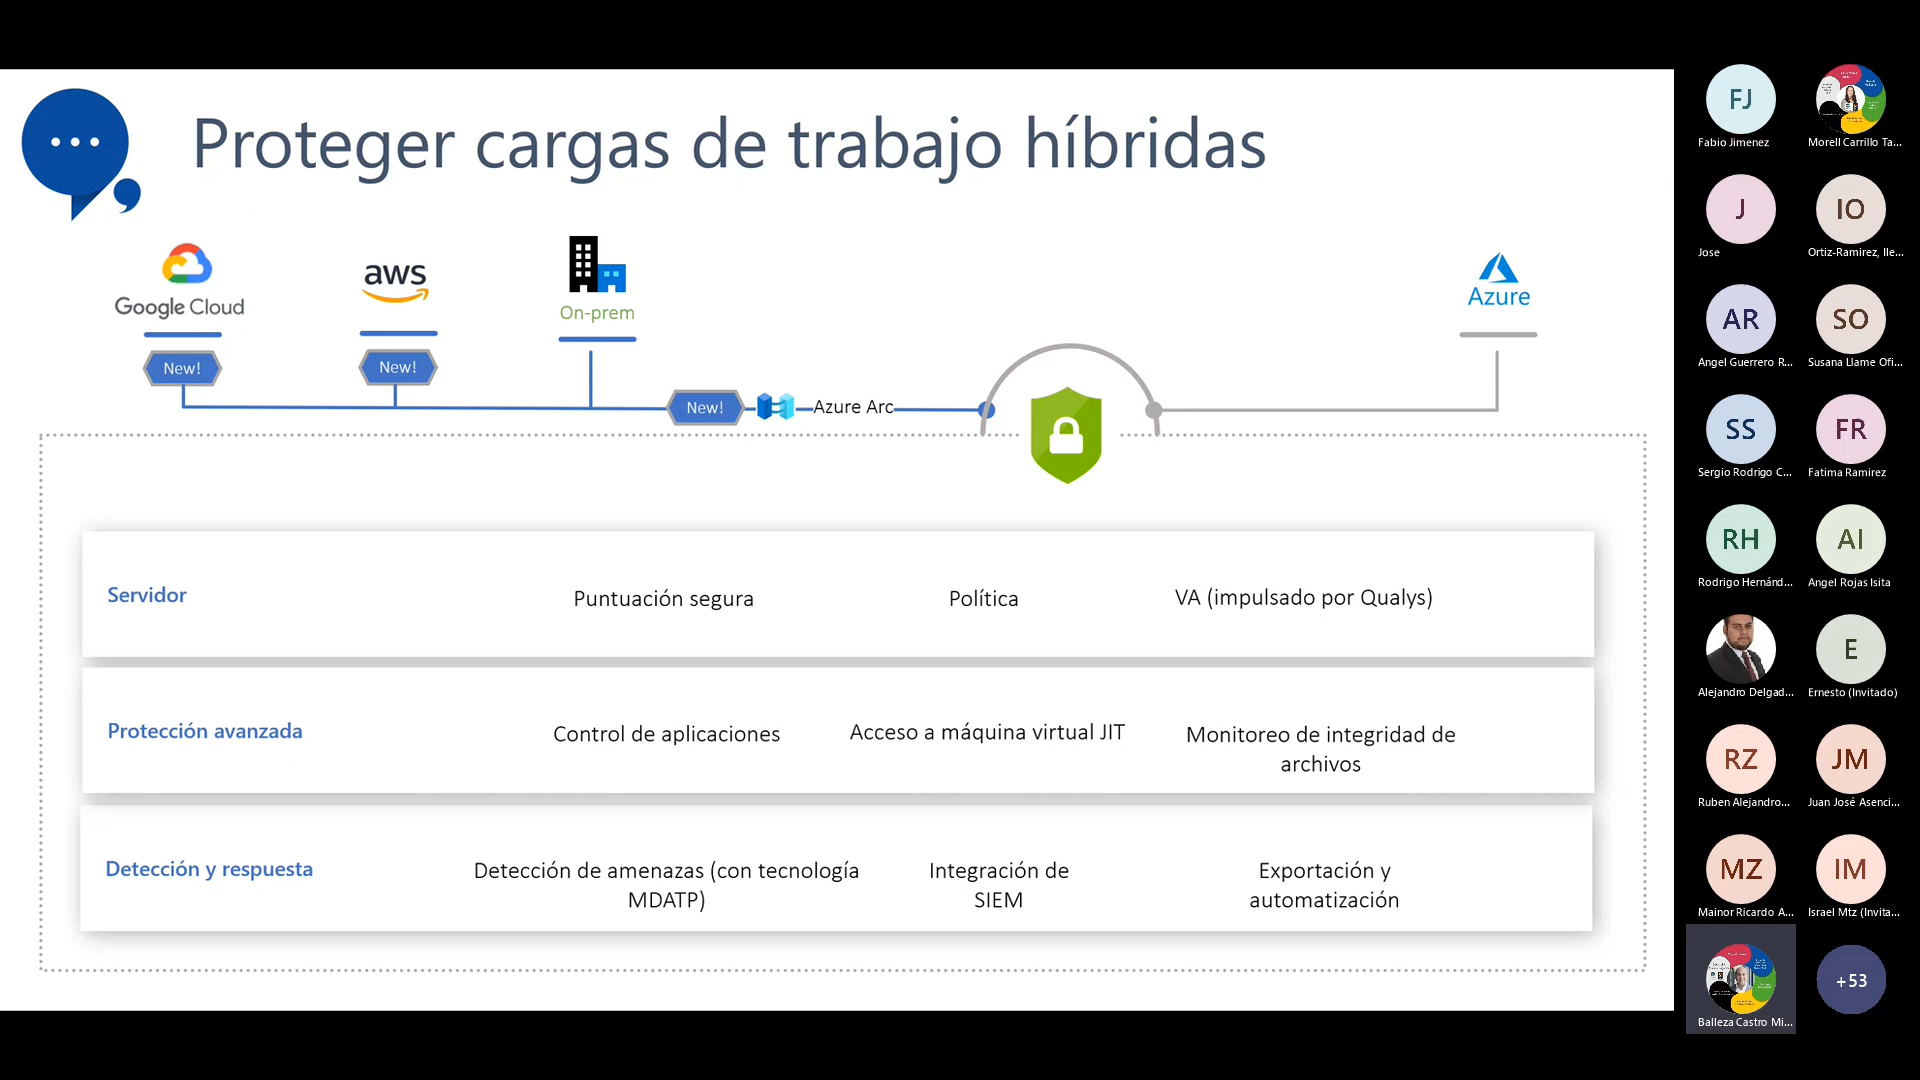 Proteger cargas de trabajo híbridas
Google Cloud
aws
On-prem
Azure
New!
New!
New!
Azure Arc
Servidor
Puntuación segura
Política
VA (impulsado por Qualys)
Protección avanzada
Control de aplicaciones
Acceso a máquina virtual JIT
Monitoreo de integridad de
archivos
Detección y respuesta
Detección de amenazas (con tecnología
MDATP)
Integración de
SIEM
Exportación y
automatización
FJ
Fabio Jimenez
Morell Carrillo Ta...
J
Jose
IO
Ortiz-Ramirez, Ile...
AR
Angel Guerrero R...
SO
Susana Llame Ofi...
SS
Sergio Rodrigo C...
FR
Fatima Ramirez
RH
Rodrigo Hernánd...
AI
Angel Rojas Isita
Alejandro Delgad...
E
Ernesto (Invitado)
RZ
Ruben Alejandro...
JM
Juan José Asenci...
MZ
Mainor Ricardo A...
IM
Israel Mtz (Invita...
Balleza Castro Mi...
+53